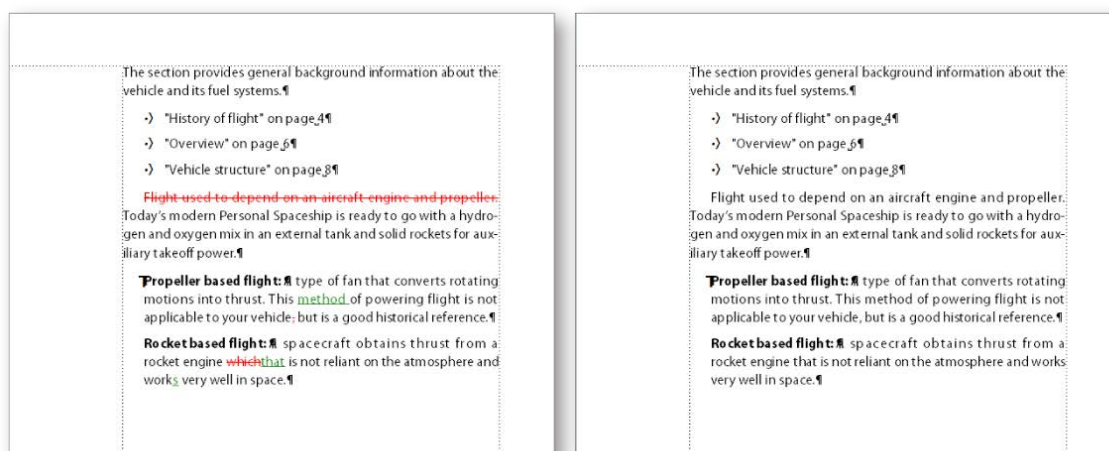 The section provides general background information about the
vehicle and its fuel systems.¶
•⟩ "History of flight" on page 4¶
•⟩ "Overview" on page 6¶
•⟩ "Vehicle structure" on page 8¶
Flight used to depend on an aircraft engine and propeller.
Today's modern Personal Spaceship is ready to go with a hydro-
gen and oxygen mix in an external tank and solid rockets for aux-
iliary takeoff power.¶
Propeller based flight: ¶ type of fan that converts rotating
motions into thrust. This method of powering flight is not
applicable to your vehicle, but is a good historical reference.¶
Rocket based flight: ¶ spacecraft obtains thrust from a
rocket engine whichthat is not reliant on the atmosphere and
works very well in space.¶
The section provides general background information about the
vehicle and its fuel systems.¶
•⟩ "History of flight" on page 4¶
•⟩ "Overview" on page 6¶
•⟩ "Vehicle structure" on page 8¶
Flight used to depend on an aircraft engine and propeller.
Today's modern Personal Spaceship is ready to go with a hydro-
gen and oxygen mix in an external tank and solid rockets for aux-
iliary takeoff power.¶
Propeller based flight: ¶ type of fan that converts rotating
motions into thrust. This method of powering flight is not
applicable to your vehicle, but is a good historical reference.¶
Rocket based flight: ¶ spacecraft obtains thrust from a
rocket engine that is not reliant on the atmosphere and works
very well in space.¶